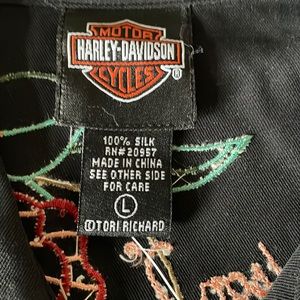 MOTOR
HARLEY-DAVIDSON
CYCLES
®
100% SILK
RN#20957
MADE IN CHINA
SEE OTHER SIDE
FOR CARE
L
©TORI RICHARD